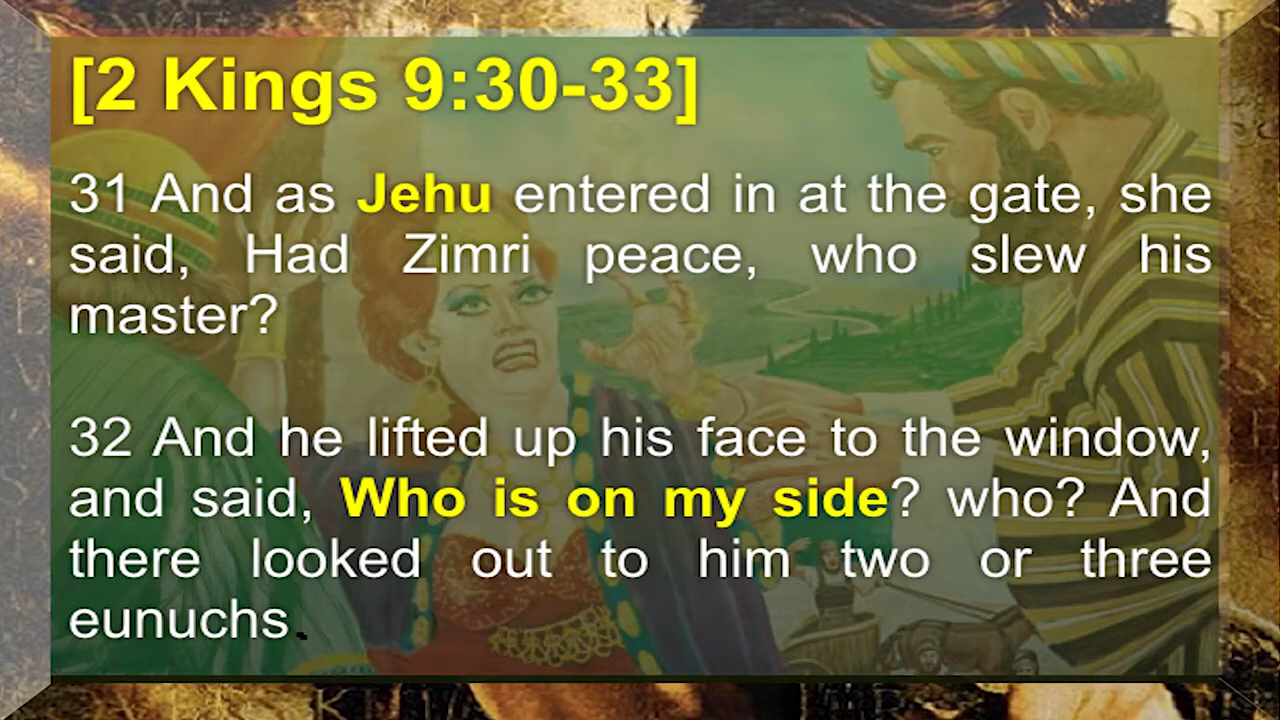 [2 Kings 9:30-33]
31 And as Jehu entered in at the gate, she
said, Had Zimri peace, who slew his
master?
32 And he lifted up his face to the window,
and said, Who is on my side? who? And
there looked out to him two or three
eunuchs.